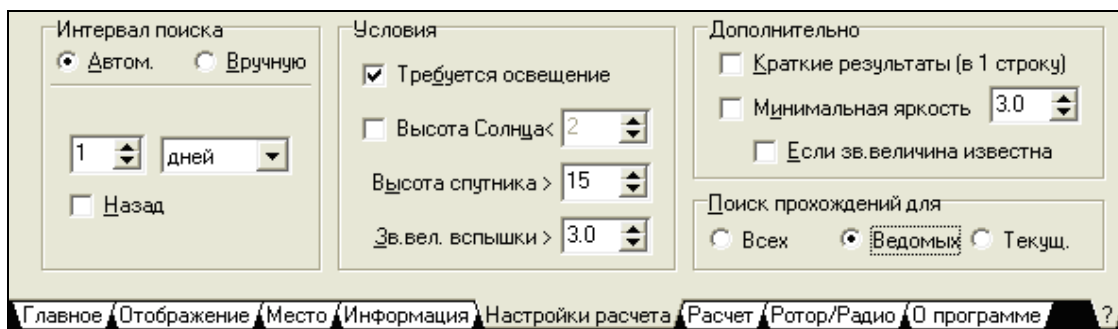 Интервал поиска
Автом. Вручную
1 дней
Назад
Условия
Требуется освещение
Высота Солнца< 2
Высота спутника > 15
Зв.вел. вспышки > 3.0
Дополнительно
Краткие результаты (в 1 строку)
Минимальная яркость 3.0
Если зв.величина известна
Поиск прохождений для
Всех Ведомых Текущ.
Главное Отображение Место Информация Настройки расчета Расчет Ротор/Радио О программе ?